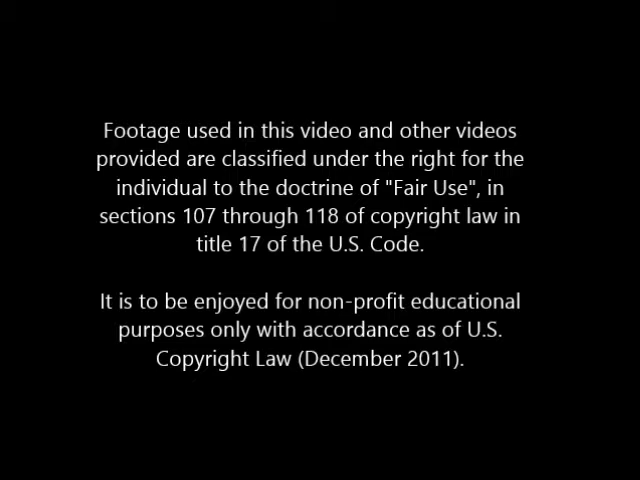 Footage used in this video and other videos
provided are classified under the right for the
individual to the doctrine of "Fair Use", in
sections 107 through 118 of copyright law in
title 17 of the U.S. Code.
It is to be enjoyed for non-profit educational
purposes only with accordance as of U.S.
Copyright Law (December 2011).